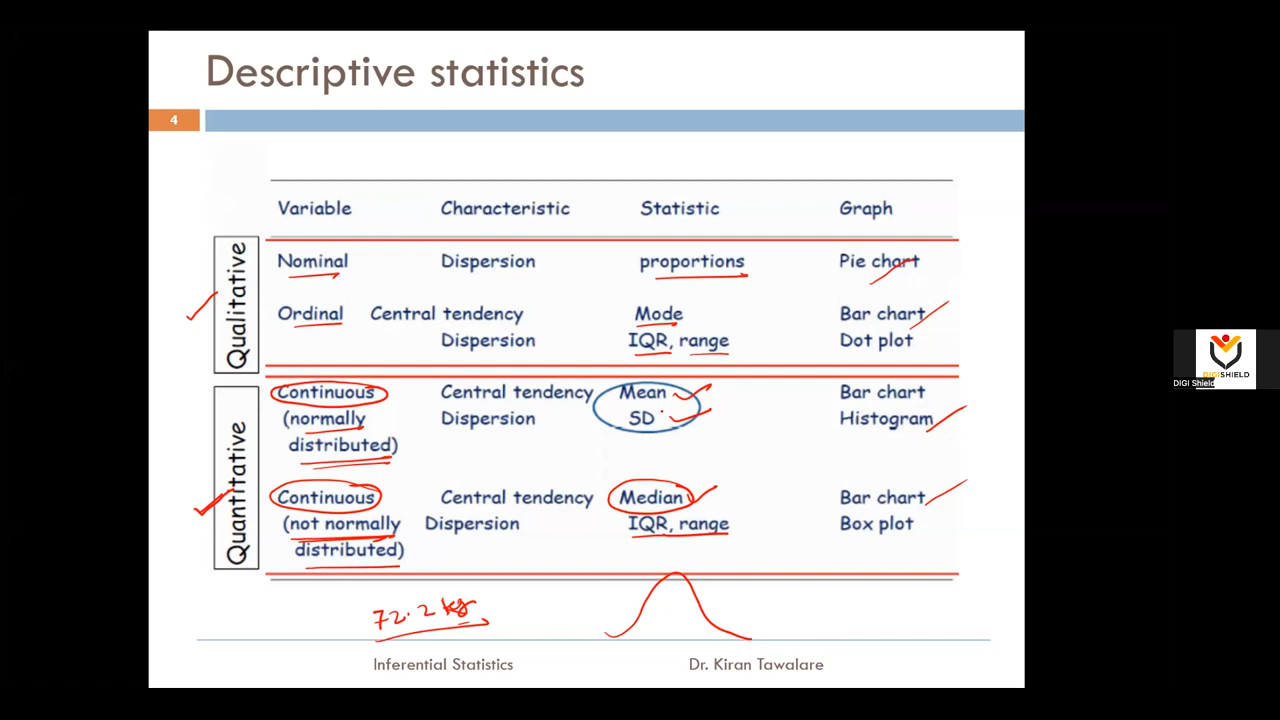 Descriptive statistics
4
Variable Characteristic Statistic Graph
Qualitative
Nominal Dispersion proportions Pie chart
Ordinal Central tendency Mode Bar chart
Dispersion IQR, range Dot plot
Quantitative
Continuous Central tendency Mean Bar chart
(normally Dispersion SD Histogram
distributed)
Continuous Central tendency Median Bar chart
(not normally Dispersion IQR, range Box plot
distributed)
72.2 kg
Inferential Statistics Dr. Kiran Tawalare
DIGISHIELD
DIGI Shield